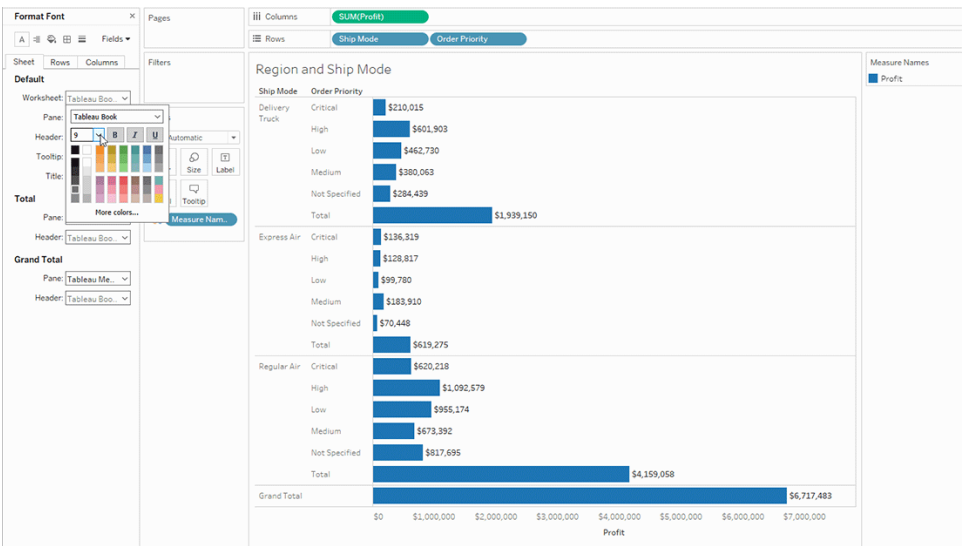 Format Font ×
Fields
Sheet Rows Columns
Default
Worksheet: Tableau Boo..
Pane: Tableau Book
Header: 9 B I U
Tooltip:
Title:
More colors...
Total
Pane:
Header: Tableau Boo..
Grand Total
Pane: Tableau Me..
Header: Tableau Boo..
Pages
Filters
Automatic
Size Label
Tooltip
Measure Nam..
Columns SUM(Profit)
Rows Ship Mode Order Priority
Region and Ship Mode
Ship Mode Order Priority
Delivery Truck Critical $210,015
High $601,903
Low $462,730
Medium $380,063
Not Specified $284,439
Total $1,939,150
Express Air Critical $136,319
High $128,817
Low $99,780
Medium $183,910
Not Specified $70,448
Total $619,275
Regular Air Critical $620,218
High $1,092,579
Low $955,174
Medium $673,392
Not Specified $817,695
Total $4,159,058
Grand Total $6,717,483
$0 $1,000,000 $2,000,000 $3,000,000 $4,000,000 $5,000,000 $6,000,000 $7,000,000
Profit
Measure Names
Profit